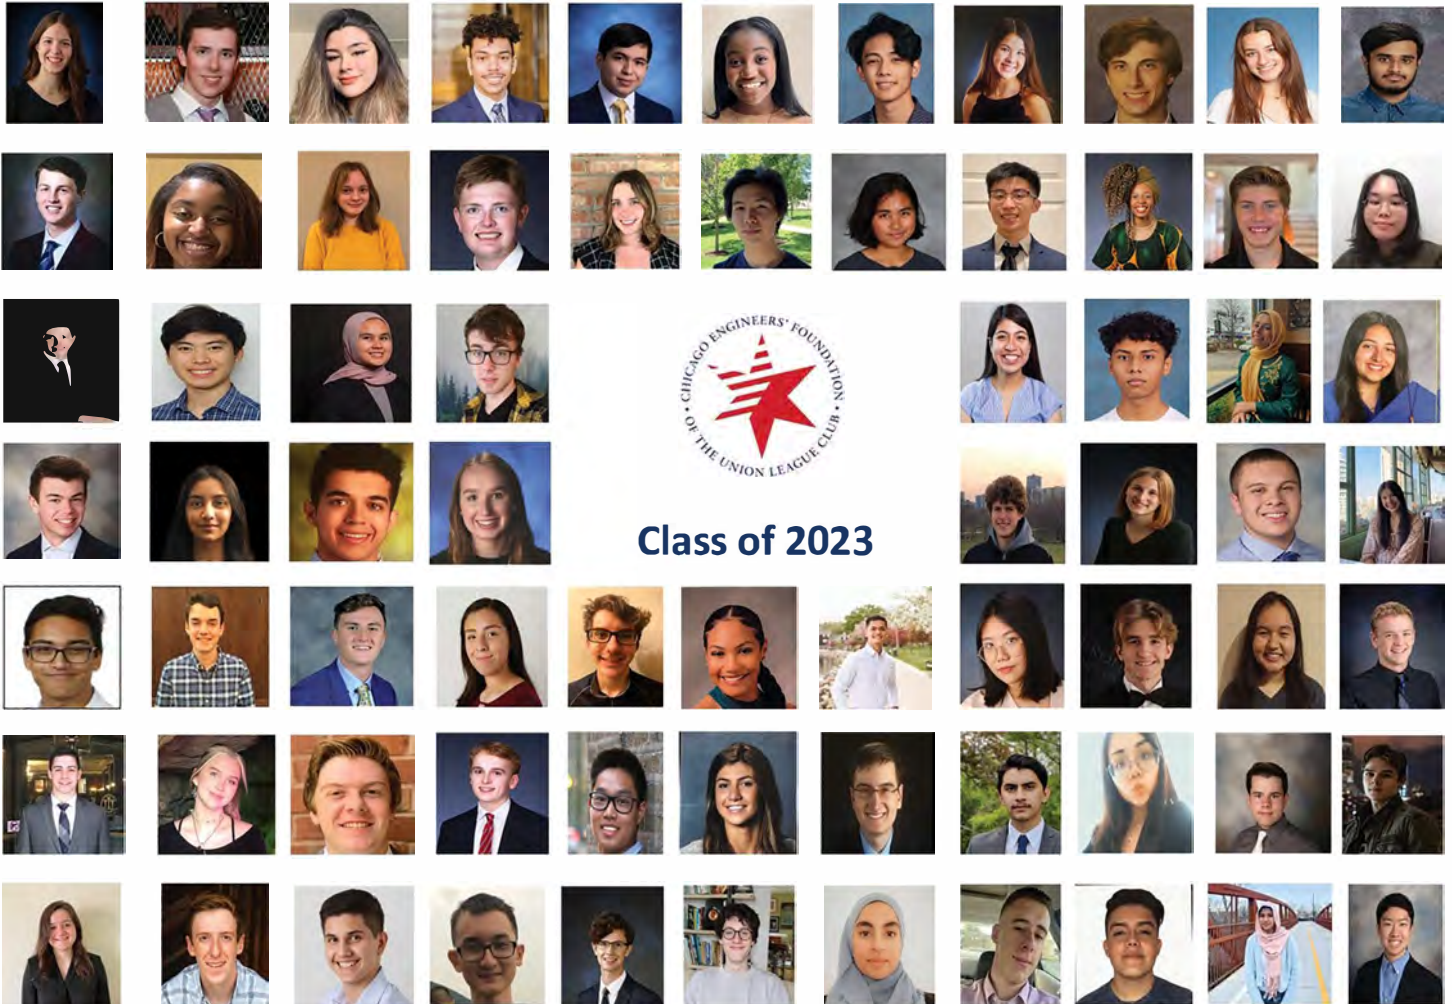 CHICAGO ENGINEERS' FOUNDATION
• OF THE UNION LEAGUE CLUB •
Class of 2023